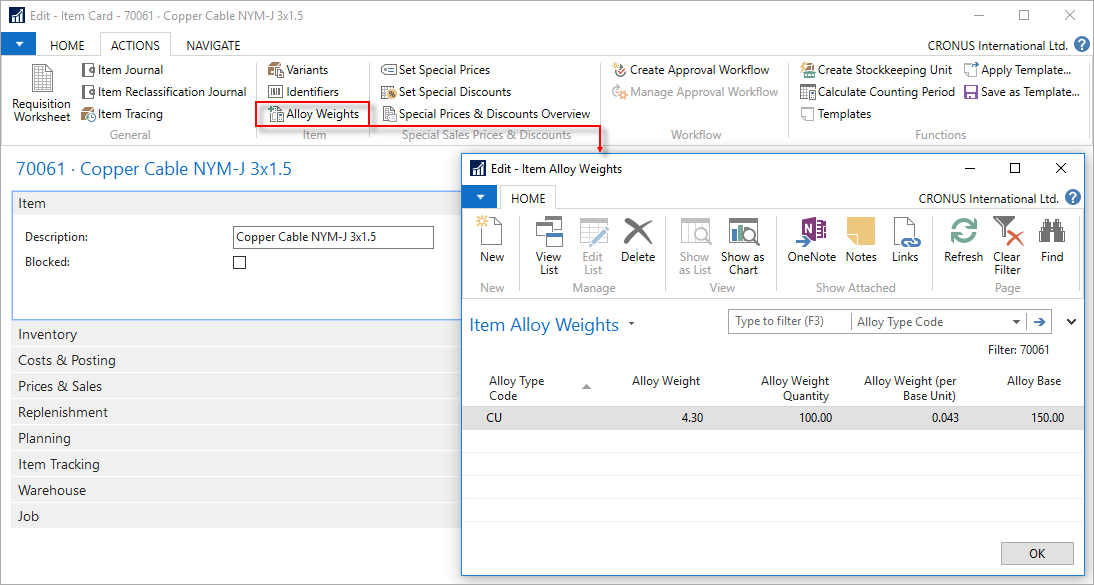 Edit - Item Card - 70061 · Copper Cable NYM-J 3x1.5
HOME ACTIONS NAVIGATE CRONUS International Ltd. ?
Requisition
Worksheet
Item Journal
Item Reclassification Journal
Item Tracing
General
Variants
Identifiers
Alloy Weights
Item
Set Special Prices
Set Special Discounts
Special Prices & Discounts Overview
Special Sales Prices & Discounts
Create Approval Workflow
Manage Approval Workflow
Workflow
Create Stockkeeping Unit
Calculate Counting Period
Templates
Apply Template...
Save as Template...
Functions
70061 · Copper Cable NYM-J 3x1.5
Item
Description: Copper Cable NYM-J 3x1.5
Blocked:
Inventory
Costs & Posting
Prices & Sales
Replenishment
Planning
Item Tracking
Warehouse
Job
Edit - Item Alloy Weights
HOME CRONUS International Ltd. ?
New
New
View
List
Edit
List
Delete
Manage
Show
as List
Show as
Chart
View
OneNote
Notes
Links
Show Attached
Refresh
Clear
Filter
Find
Page
Item Alloy Weights
Type to filter (F3) Alloy Type Code
Filter: 70061
Alloy Type
Code
Alloy Weight
Alloy Weight
Quantity
Alloy Weight (per
Base Unit)
Alloy Base
CU 4.30 100.00 0.043 150.00
OK